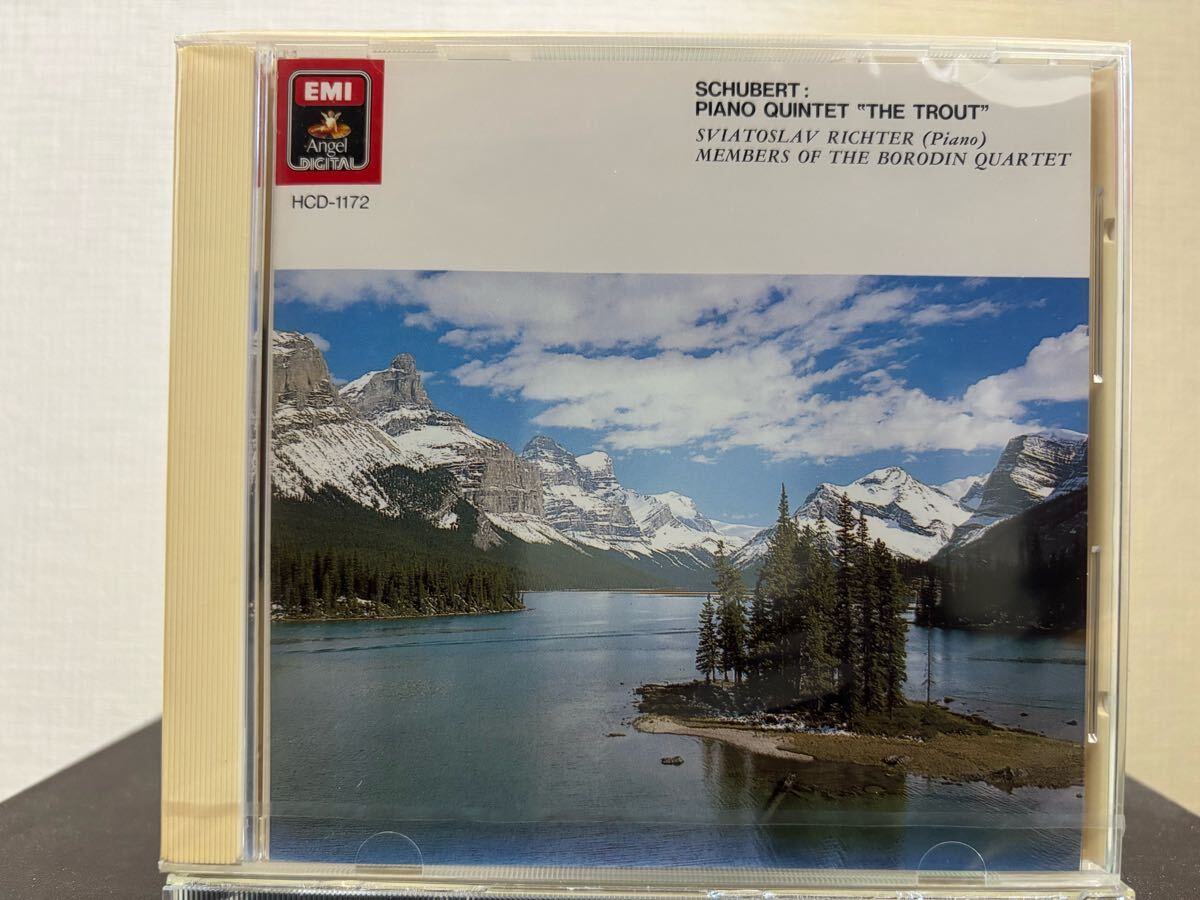 EMI
Angel
DIGITAL
HCD-1172
SCHUBERT:
PIANO QUINTET "THE TROUT"
SVIATOSLAV RICHTER (Piano)
MEMBERS OF THE BORODIN QUARTET